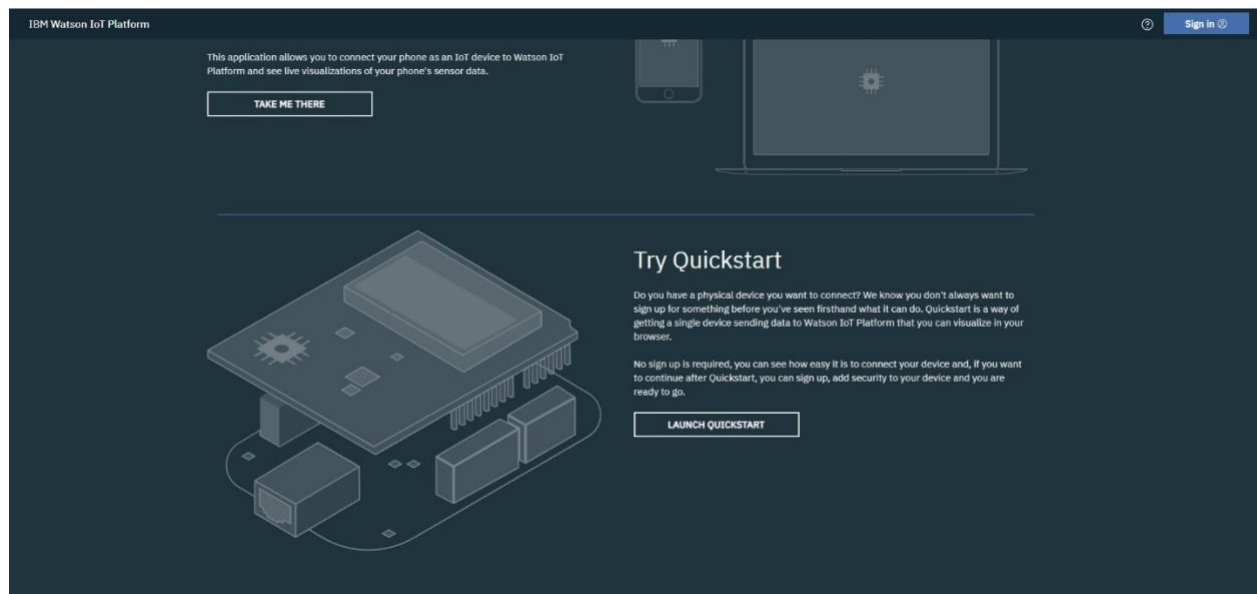 IBM Watson IoT Platform
Sign in
This application allows you to connect your phone as an IoT device to Watson IoT
Platform and see live visualizations of your phone's sensor data.
TAKE ME THERE
Try Quickstart
Do you have a physical device you want to connect? We know you don't always want to
sign up for something before you've seen firsthand what it can do. Quickstart is a way of
getting a single device sending data to Watson IoT Platform that you can visualize in your
browser.
No sign up is required, you can see how easy it is to connect your device and, if you want
to continue after Quickstart, you can sign up, add security to your device and you are
ready to go.
LAUNCH QUICKSTART